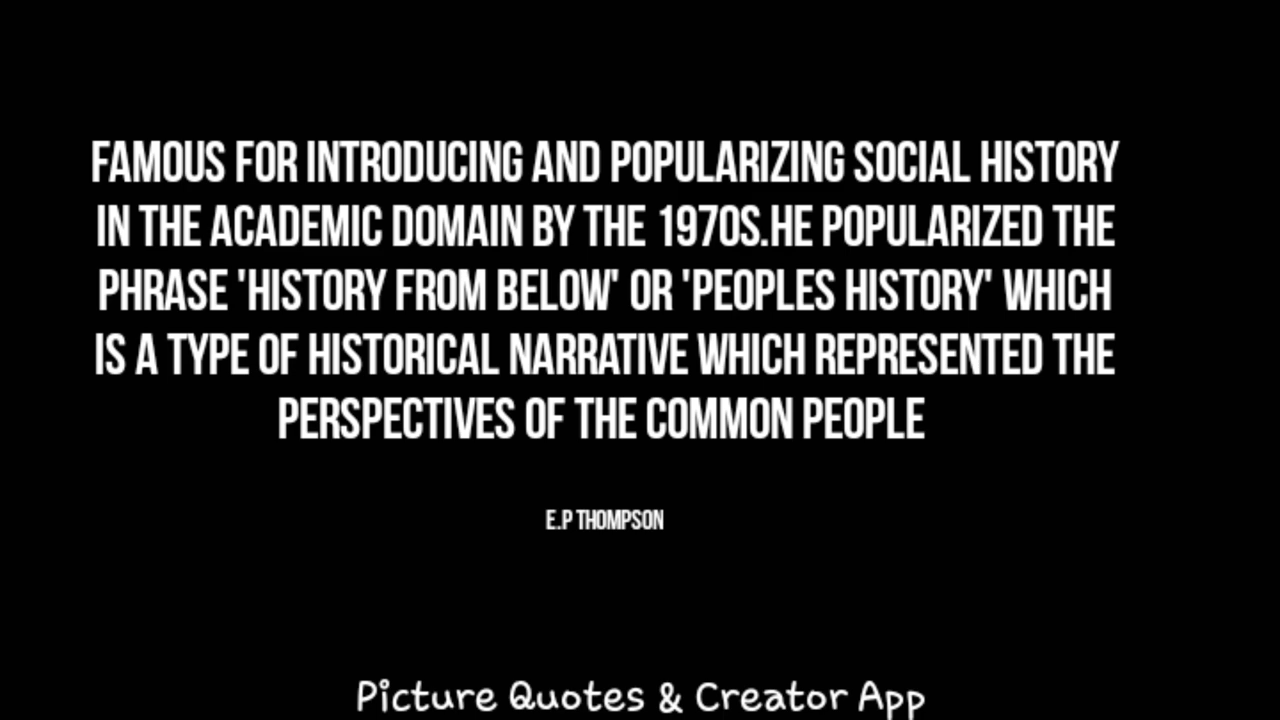 FAMOUS FOR INTRODUCING AND POPULARIZING SOCIAL HISTORY
IN THE ACADEMIC DOMAIN BY THE 1970S.HE POPULARIZED THE
PHRASE 'HISTORY FROM BELOW' OR 'PEOPLES HISTORY' WHICH
IS A TYPE OF HISTORICAL NARRATIVE WHICH REPRESENTED THE
PERSPECTIVES OF THE COMMON PEOPLE
E.P THOMPSON
Picture Quotes & Creator App